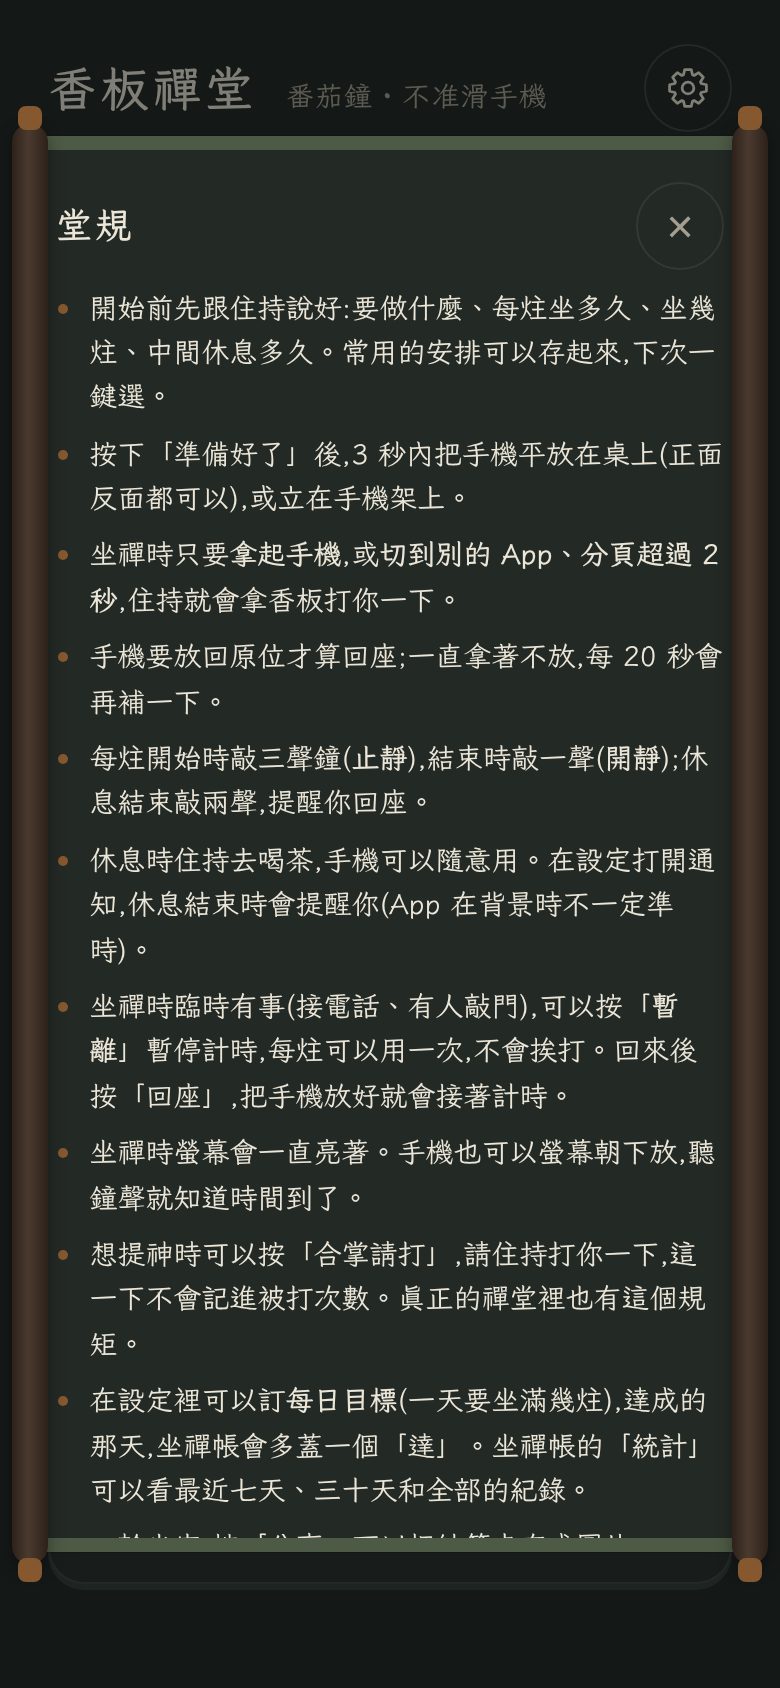 香板禪堂 番茄鐘・不准滑手機
堂規
開始前先跟住持說好:要做什麼、每炷坐多久、坐幾
炷、中間休息多久。常用的安排可以存起來,下次一
鍵選。
按下「準備好了」後,3 秒內把手機平放在桌上(正面
反面都可以),或立在手機架上。
坐禪時只要拿起手機,或切到別的 App、分頁超過 2
秒,住持就會拿香板打你一下。
手機要放回原位才算回座;一直拿著不放,每 20 秒會
再補一下。
每炷開始時敲三聲鐘(止靜),結束時敲一聲(開靜);休
息結束敲兩聲,提醒你回座。
休息時住持去喝茶,手機可以隨意用。在設定打開通
知,休息結束時會提醒你(App 在背景時不一定準
時)。
坐禪時臨時有事(接電話、有人敲門),可以按「暫
離」暫停計時,每炷可以用一次,不會挨打。回來後
按「回座」,把手機放好就會接著計時。
坐禪時螢幕會一直亮著。手機也可以螢幕朝下放,聽
鐘聲就知道時間到了。
想提神時可以按「合掌請打」,請住持打你一下,這
一下不會記進被打次數。真正的禪堂裡也有這個規
矩。
在設定裡可以訂每日目標(一天要坐滿幾炷),達成的
那天,坐禪帳會多蓋一個「達」。坐禪帳的「統計」
可以看最近七天、三十天和全部的紀錄。